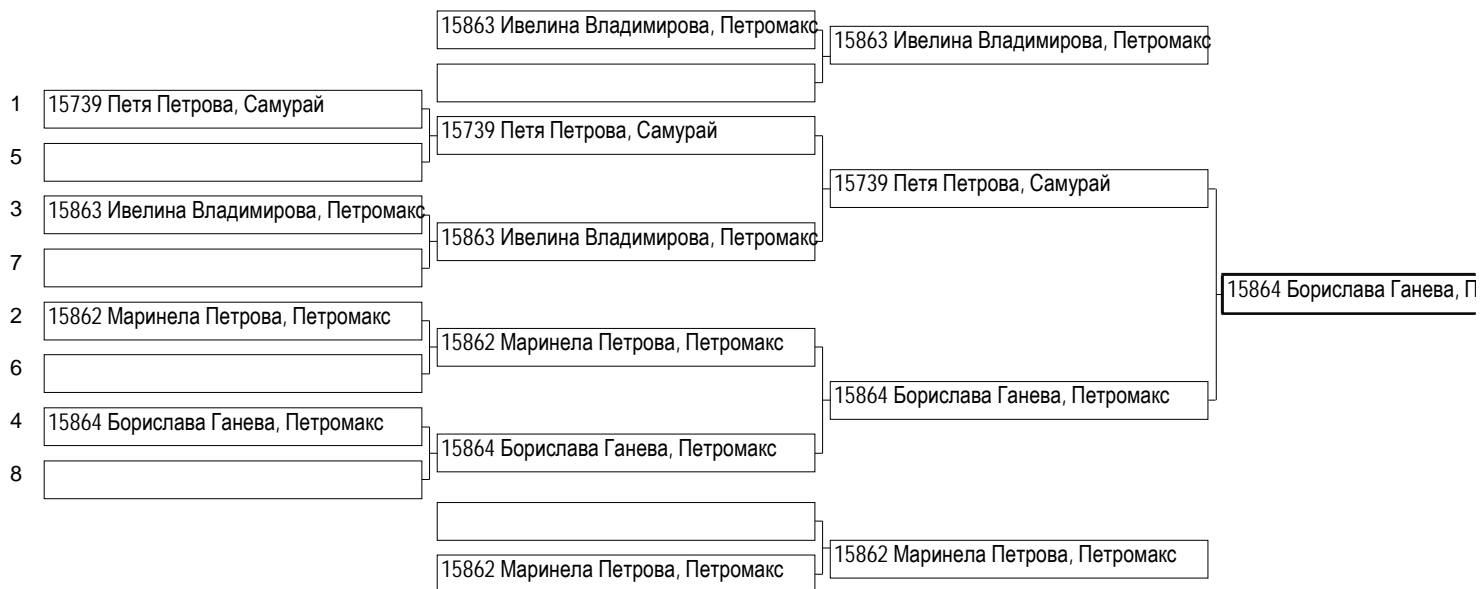 15863 Ивелина Владимирова, Петромакс
15863 Ивелина Владимирова, Петромакс
1 15739 Петя Петрова, Самурай
15739 Петя Петрова, Самурай
5
15739 Петя Петрова, Самурай
3 15863 Ивелина Владимирова, Петромакс
15863 Ивелина Владимирова, Петромакс
7
15864 Борислава Ганева, П
2 15862 Маринела Петрова, Петромакс
15862 Маринела Петрова, Петромакс
6
15864 Борислава Ганева, Петромакс
4 15864 Борислава Ганева, Петромакс
15864 Борислава Ганева, Петромакс
8
15862 Маринела Петрова, Петромакс
15862 Маринела Петрова, Петромакс